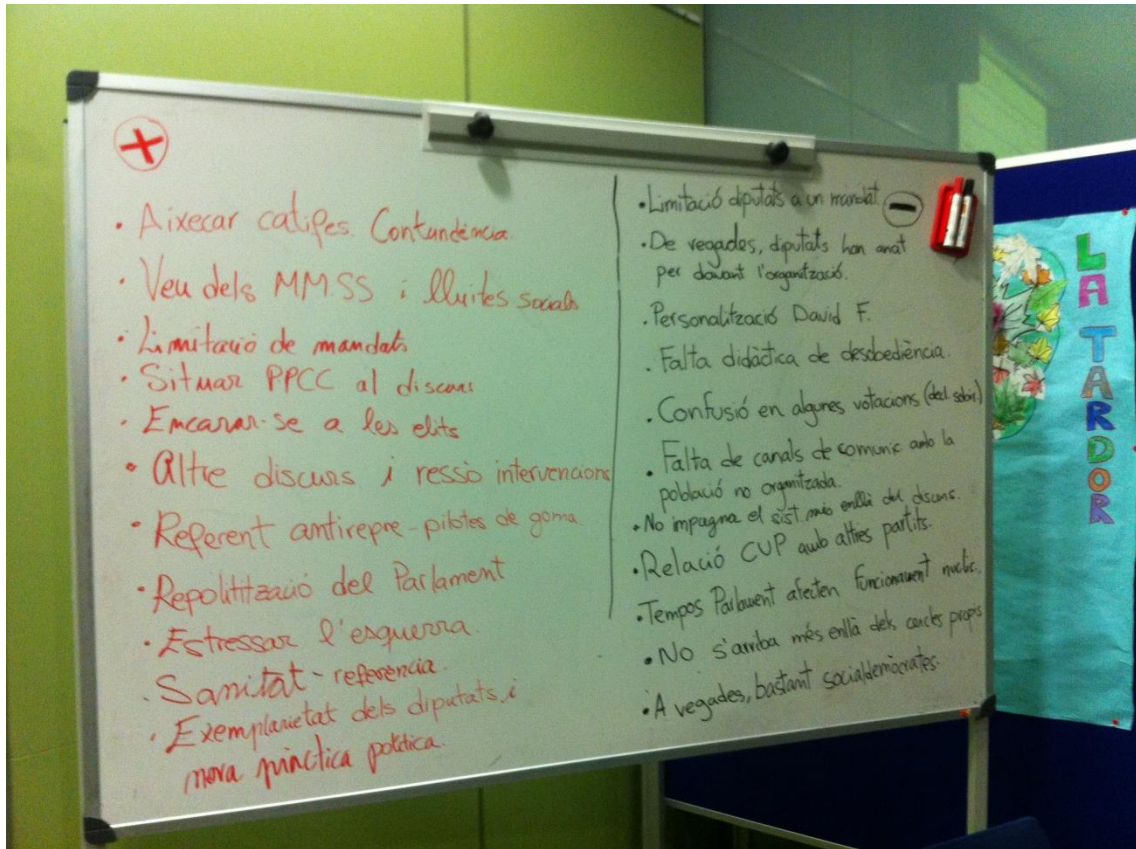 +
• Aixecar catifes. Contundència.
• Veu dels MMSS i lluites socials
• Limitació de mandats
• Situar PPCC al discurs
• Encarar-se a les elits
• Altre discurs i ressò intervencions
• Referent antirepre - pilotes de goma
• Repolitització del Parlament
• Estressar l'esquerra.
• Sanitat - referència.
• Exemplarietat dels diputats i
nova pràctica política.
-
• Limitació diputats a un mandat.
• De vegades, diputats han anat
per davant l'organització.
• Personalització David F.
• Falta didàctica de desobediència.
• Confusió en algunes votacions (decl. sobir.)
• Falta de canals de comunic amb la
població no organitzada.
• No impugna el sist. més enllà del discurs.
• Relació CUP amb altres partits.
• Tempos Parlament afecten funcionament
• No s'arriba més enllà dels cercles propis
• A vegades, bastant socialdemòcrates.
LA
TARDOR